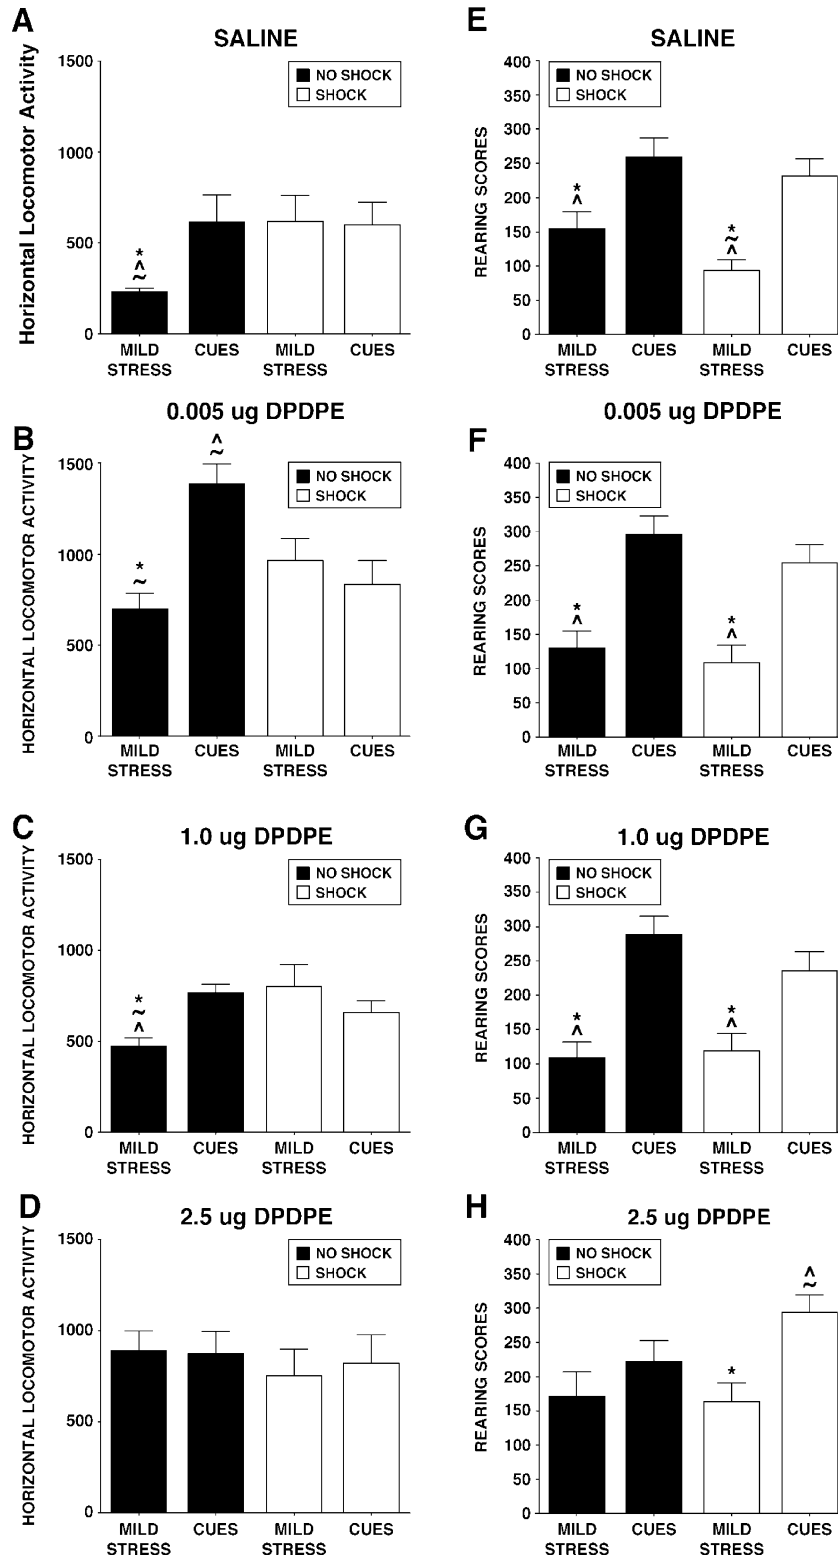 A
SALINE
Horizontal Locomotor Activity
1500
1000
500
0
NO SHOCK
SHOCK
*
^
~
MILD STRESS
CUES
MILD STRESS
CUES
E
SALINE
REARING SCORES
400
350
300
250
200
150
100
50
0
NO SHOCK
SHOCK
*
^
*
~
^
MILD STRESS
CUES
MILD STRESS
CUES
B
0.005 ug DPDPE
HORIZONTAL LOCOMOTOR ACTIVITY
1500
1000
500
0
NO SHOCK
SHOCK
*
~
^
~
MILD STRESS
CUES
MILD STRESS
CUES
F
0.005 ug DPDPE
REARING SCORES
400
350
300
250
200
150
100
50
0
NO SHOCK
SHOCK
*
^
*
^
MILD STRESS
CUES
MILD STRESS
CUES
C
1.0 ug DPDPE
HORIZONTAL LOCOMOTOR ACTIVITY
1500
1000
500
0
NO SHOCK
SHOCK
*
~
^
MILD STRESS
CUES
MILD STRESS
CUES
G
1.0 ug DPDPE
REARING SCORES
400
350
300
250
200
150
100
50
0
NO SHOCK
SHOCK
*
^
*
^
MILD STRESS
CUES
MILD STRESS
CUES
D
2.5 ug DPDPE
HORIZONTAL LOCOMOTOR ACTIVITY
1500
1000
500
0
NO SHOCK
SHOCK
MILD STRESS
CUES
MILD STRESS
CUES
H
2.5 ug DPDPE
REARING SCORES
400
350
300
250
200
150
100
50
0
NO SHOCK
SHOCK
*
^
~
MILD STRESS
CUES
MILD STRESS
CUES